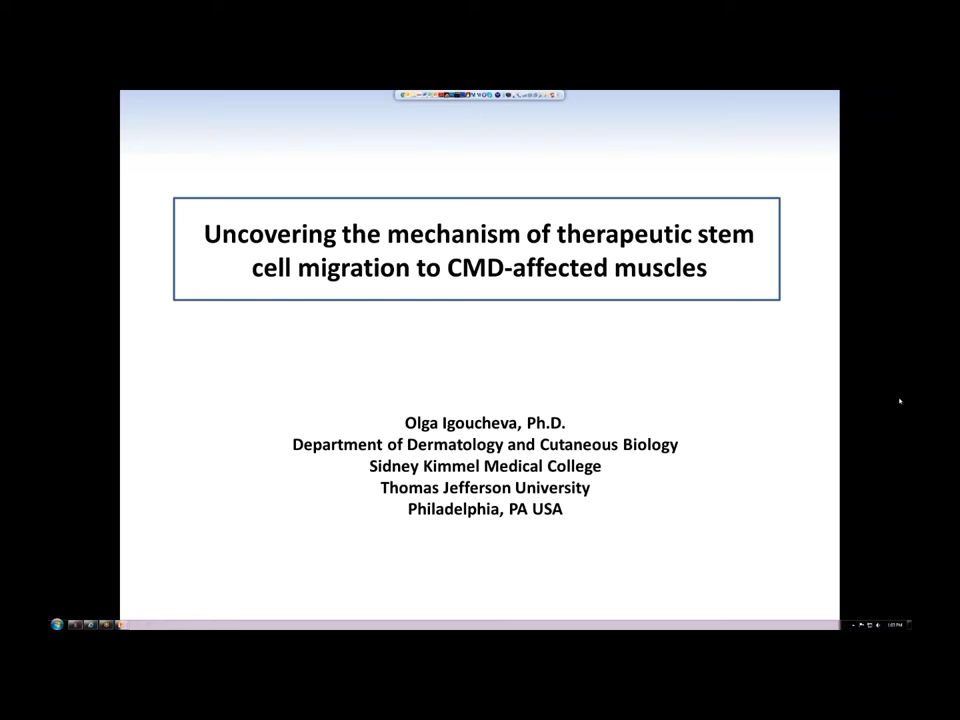 Uncovering the mechanism of therapeutic stem
cell migration to CMD-affected muscles
Olga Igoucheva, Ph.D.
Department of Dermatology and Cutaneous Biology
Sidney Kimmel Medical College
Thomas Jefferson University
Philadelphia, PA USA